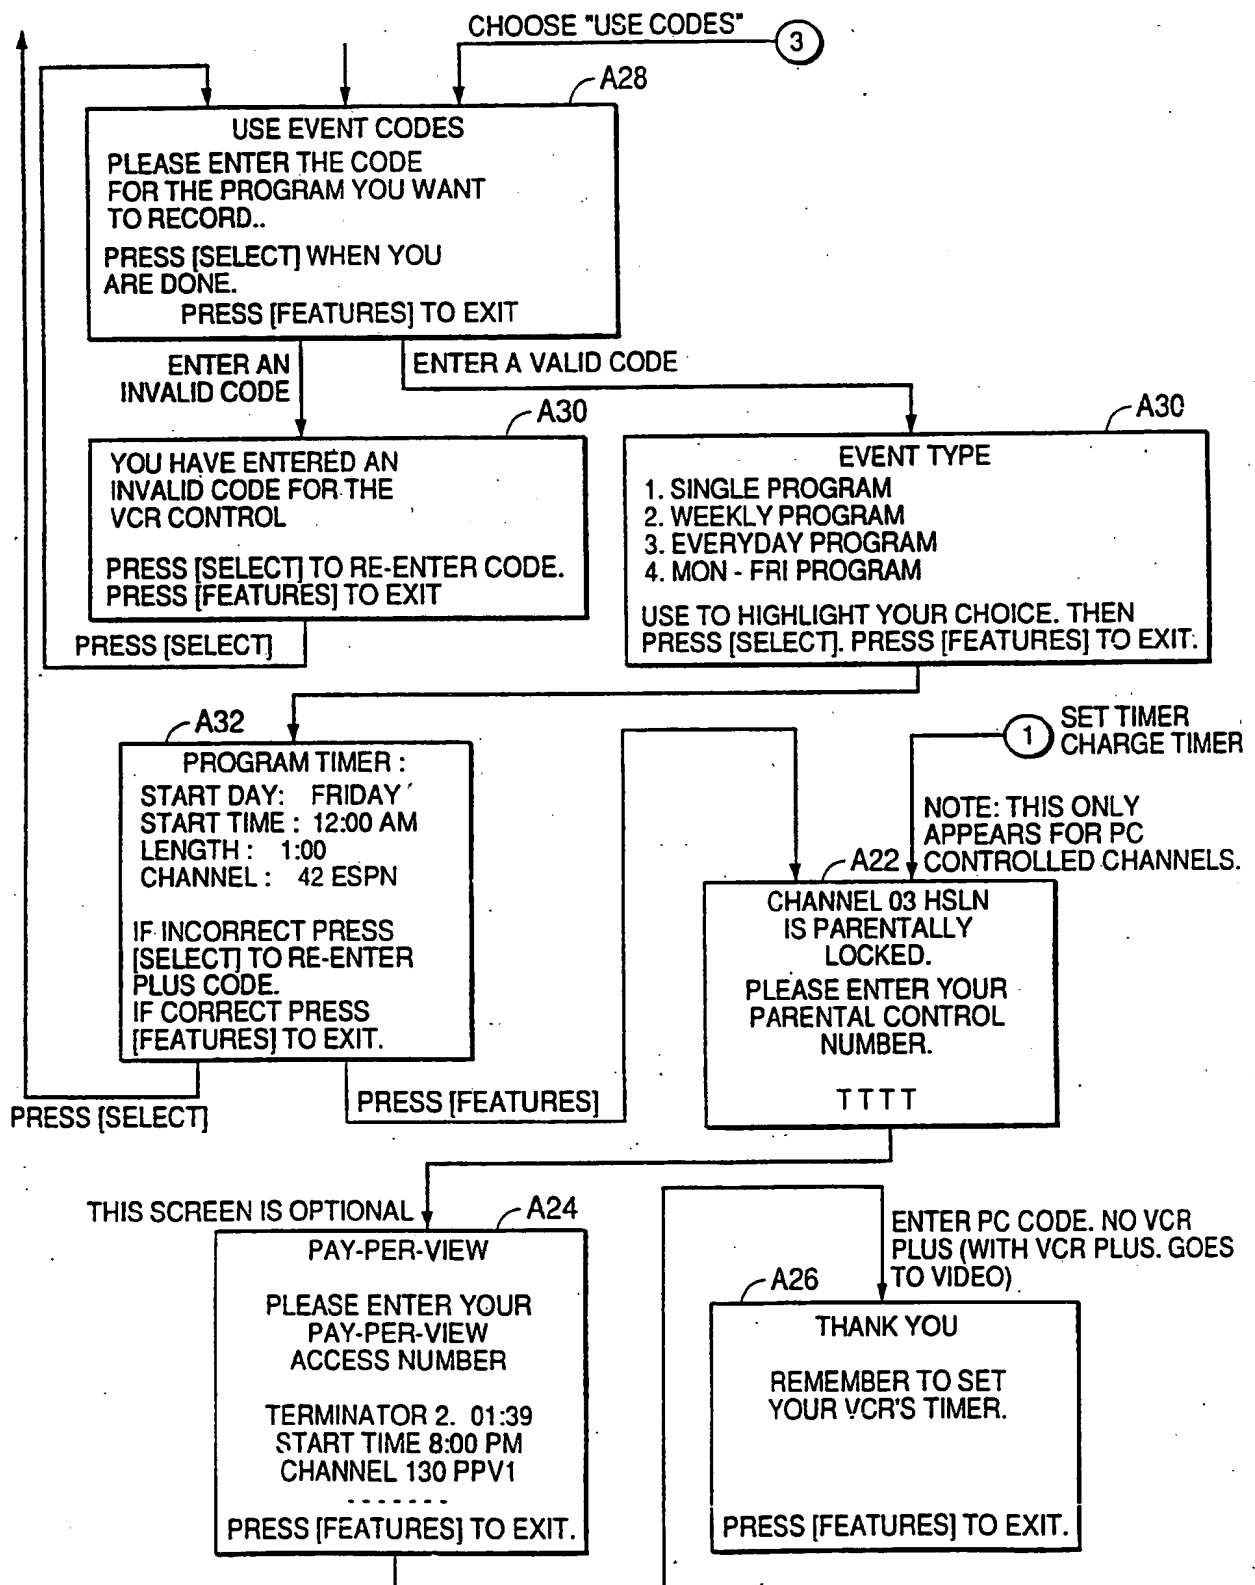 CHOOSE "USE CODES"
3
A28
USE EVENT CODES
PLEASE ENTER THE CODE
FOR THE PROGRAM YOU WANT
TO RECORD..
PRESS [SELECT] WHEN YOU
ARE DONE.
PRESS [FEATURES] TO EXIT
ENTER AN
INVALID CODE
ENTER A VALID CODE
A30
YOU HAVE ENTERED AN
INVALID CODE FOR THE
VCR CONTROL
PRESS [SELECT] TO RE-ENTER CODE.
PRESS [FEATURES] TO EXIT
PRESS [SELECT]
A30
EVENT TYPE
1. SINGLE PROGRAM
2. WEEKLY PROGRAM
3. EVERYDAY PROGRAM
4. MON - FRI PROGRAM
USE TO HIGHLIGHT YOUR CHOICE. THEN
PRESS [SELECT]. PRESS [FEATURES] TO EXIT.
A32
PROGRAM TIMER :
START DAY: FRIDAY
START TIME : 12:00 AM
LENGTH : 1:00
CHANNEL : 42 ESPN
IF INCORRECT PRESS
[SELECT] TO RE-ENTER
PLUS CODE.
IF CORRECT PRESS
[FEATURES] TO EXIT.
PRESS [SELECT]
PRESS [FEATURES]
1
SET TIMER
CHARGE TIMER
NOTE: THIS ONLY
APPEARS FOR PC
CONTROLLED CHANNELS.
A22
CHANNEL 03 HSLN
IS PARENTALLY
LOCKED.
PLEASE ENTER YOUR
PARENTAL CONTROL
NUMBER.
T T T T
THIS SCREEN IS OPTIONAL
A24
PAY-PER-VIEW
PLEASE ENTER YOUR
PAY-PER-VIEW
ACCESS NUMBER
TERMINATOR 2. 01:39
START TIME 8:00 PM
CHANNEL 130 PPV1
- - - - - - -
PRESS [FEATURES] TO EXIT.
ENTER PC CODE. NO VCR
PLUS (WITH VCR PLUS. GOES
TO VIDEO)
A26
THANK YOU
REMEMBER TO SET
YOUR VCR'S TIMER.
PRESS [FEATURES] TO EXIT.